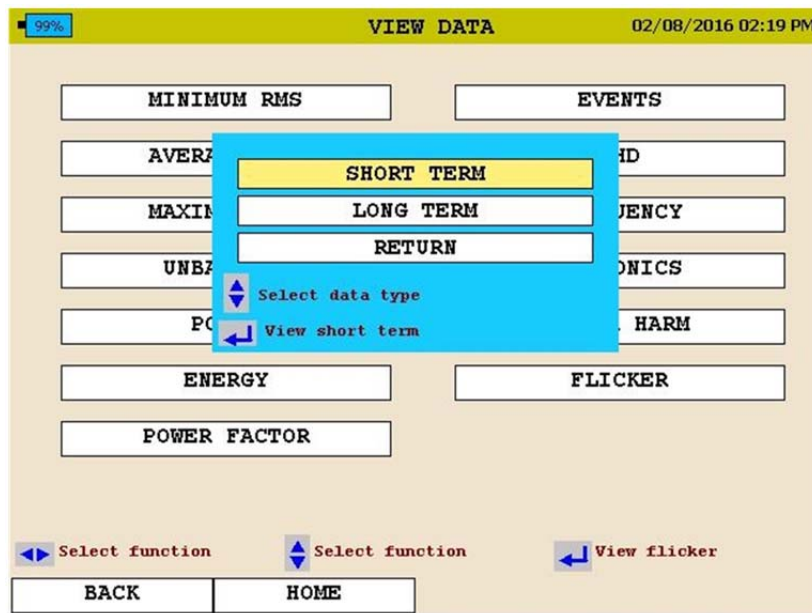 99% VIEW DATA 02/08/2016 02:19 PM
MINIMUM RMS EVENTS
SHORT TERM
LONG TERM
RETURN
Select data type
View short term
HARM
ENERGY FLICKER
POWER FACTOR
Select function Select function View flicker
BACK HOME